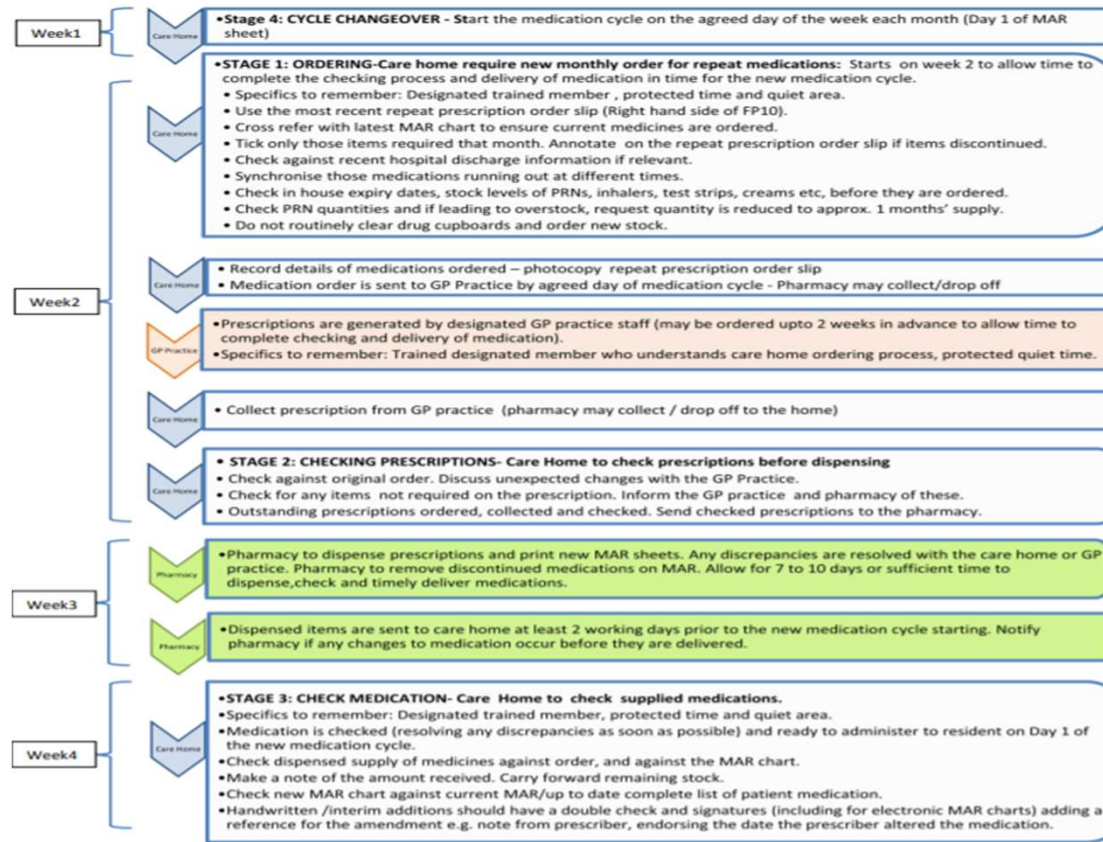 Week1
Care Home
•Stage 4: CYCLE CHANGEOVER - Start the medication cycle on the agreed day of the week each month (Day 1 of MAR
sheet)
Week2
Care Home
•STAGE 1: ORDERING-Care home require new monthly order for repeat medications: Starts on week 2 to allow time to
complete the checking process and delivery of medication in time for the new medication cycle.
• Specifics to remember: Designated trained member , protected time and quiet area.
• Use the most recent repeat prescription order slip (Right hand side of FP10).
• Cross refer with latest MAR chart to ensure current medicines are ordered.
• Tick only those items required that month. Annotate on the repeat prescription order slip if items discontinued.
• Check against recent hospital discharge information if relevant.
• Synchronise those medications running out at different times.
• Check in house expiry dates, stock levels of PRNs, inhalers, test strips, creams etc, before they are ordered.
• Check PRN quantities and if leading to overstock, request quantity is reduced to approx. 1 months' supply.
• Do not routinely clear drug cupboards and order new stock.
Care Home
• Record details of medications ordered – photocopy repeat prescription order slip
• Medication order is sent to GP Practice by agreed day of medication cycle - Pharmacy may collect/drop off
GP Practice
•Prescriptions are generated by designated GP practice staff (may be ordered upto 2 weeks in advance to allow time to
complete checking and delivery of medication).
•Specifics to remember: Trained designated member who understands care home ordering process, protected quiet time.
Care Home
• Collect prescription from GP practice (pharmacy may collect / drop off to the home)
Care Home
• STAGE 2: CHECKING PRESCRIPTIONS- Care Home to check prescriptions before dispensing
• Check against original order. Discuss unexpected changes with the GP Practice.
• Check for any items not required on the prescription. Inform the GP practice and pharmacy of these.
• Outstanding prescriptions ordered, collected and checked. Send checked prescriptions to the pharmacy.
Week3
Pharmacy
•Pharmacy to dispense prescriptions and print new MAR sheets. Any discrepancies are resolved with the care home or GP
practice. Pharmacy to remove discontinued medications on MAR. Allow for 7 to 10 days or sufficient time to
dispense,check and timely deliver medications.
Pharmacy
•Dispensed items are sent to care home at least 2 working days prior to the new medication cycle starting. Notify
pharmacy if any changes to medication occur before they are delivered.
Week4
Care Home
•STAGE 3: CHECK MEDICATION- Care Home to check supplied medications.
•Specifics to remember: Designated trained member, protected time and quiet area.
•Medication is checked (resolving any discrepancies as soon as possible) and ready to administer to resident on Day 1 of
the new medication cycle.
•Check dispensed supply of medicines against order, and against the MAR chart.
•Make a note of the amount received. Carry forward remaining stock.
•Check new MAR chart against current MAR/up to date complete list of patient medication.
•Handwritten /interim additions should have a double check and signatures (including for electronic MAR charts) adding a
reference for the amendment e.g. note from prescriber, endorsing the date the prescriber altered the medication.